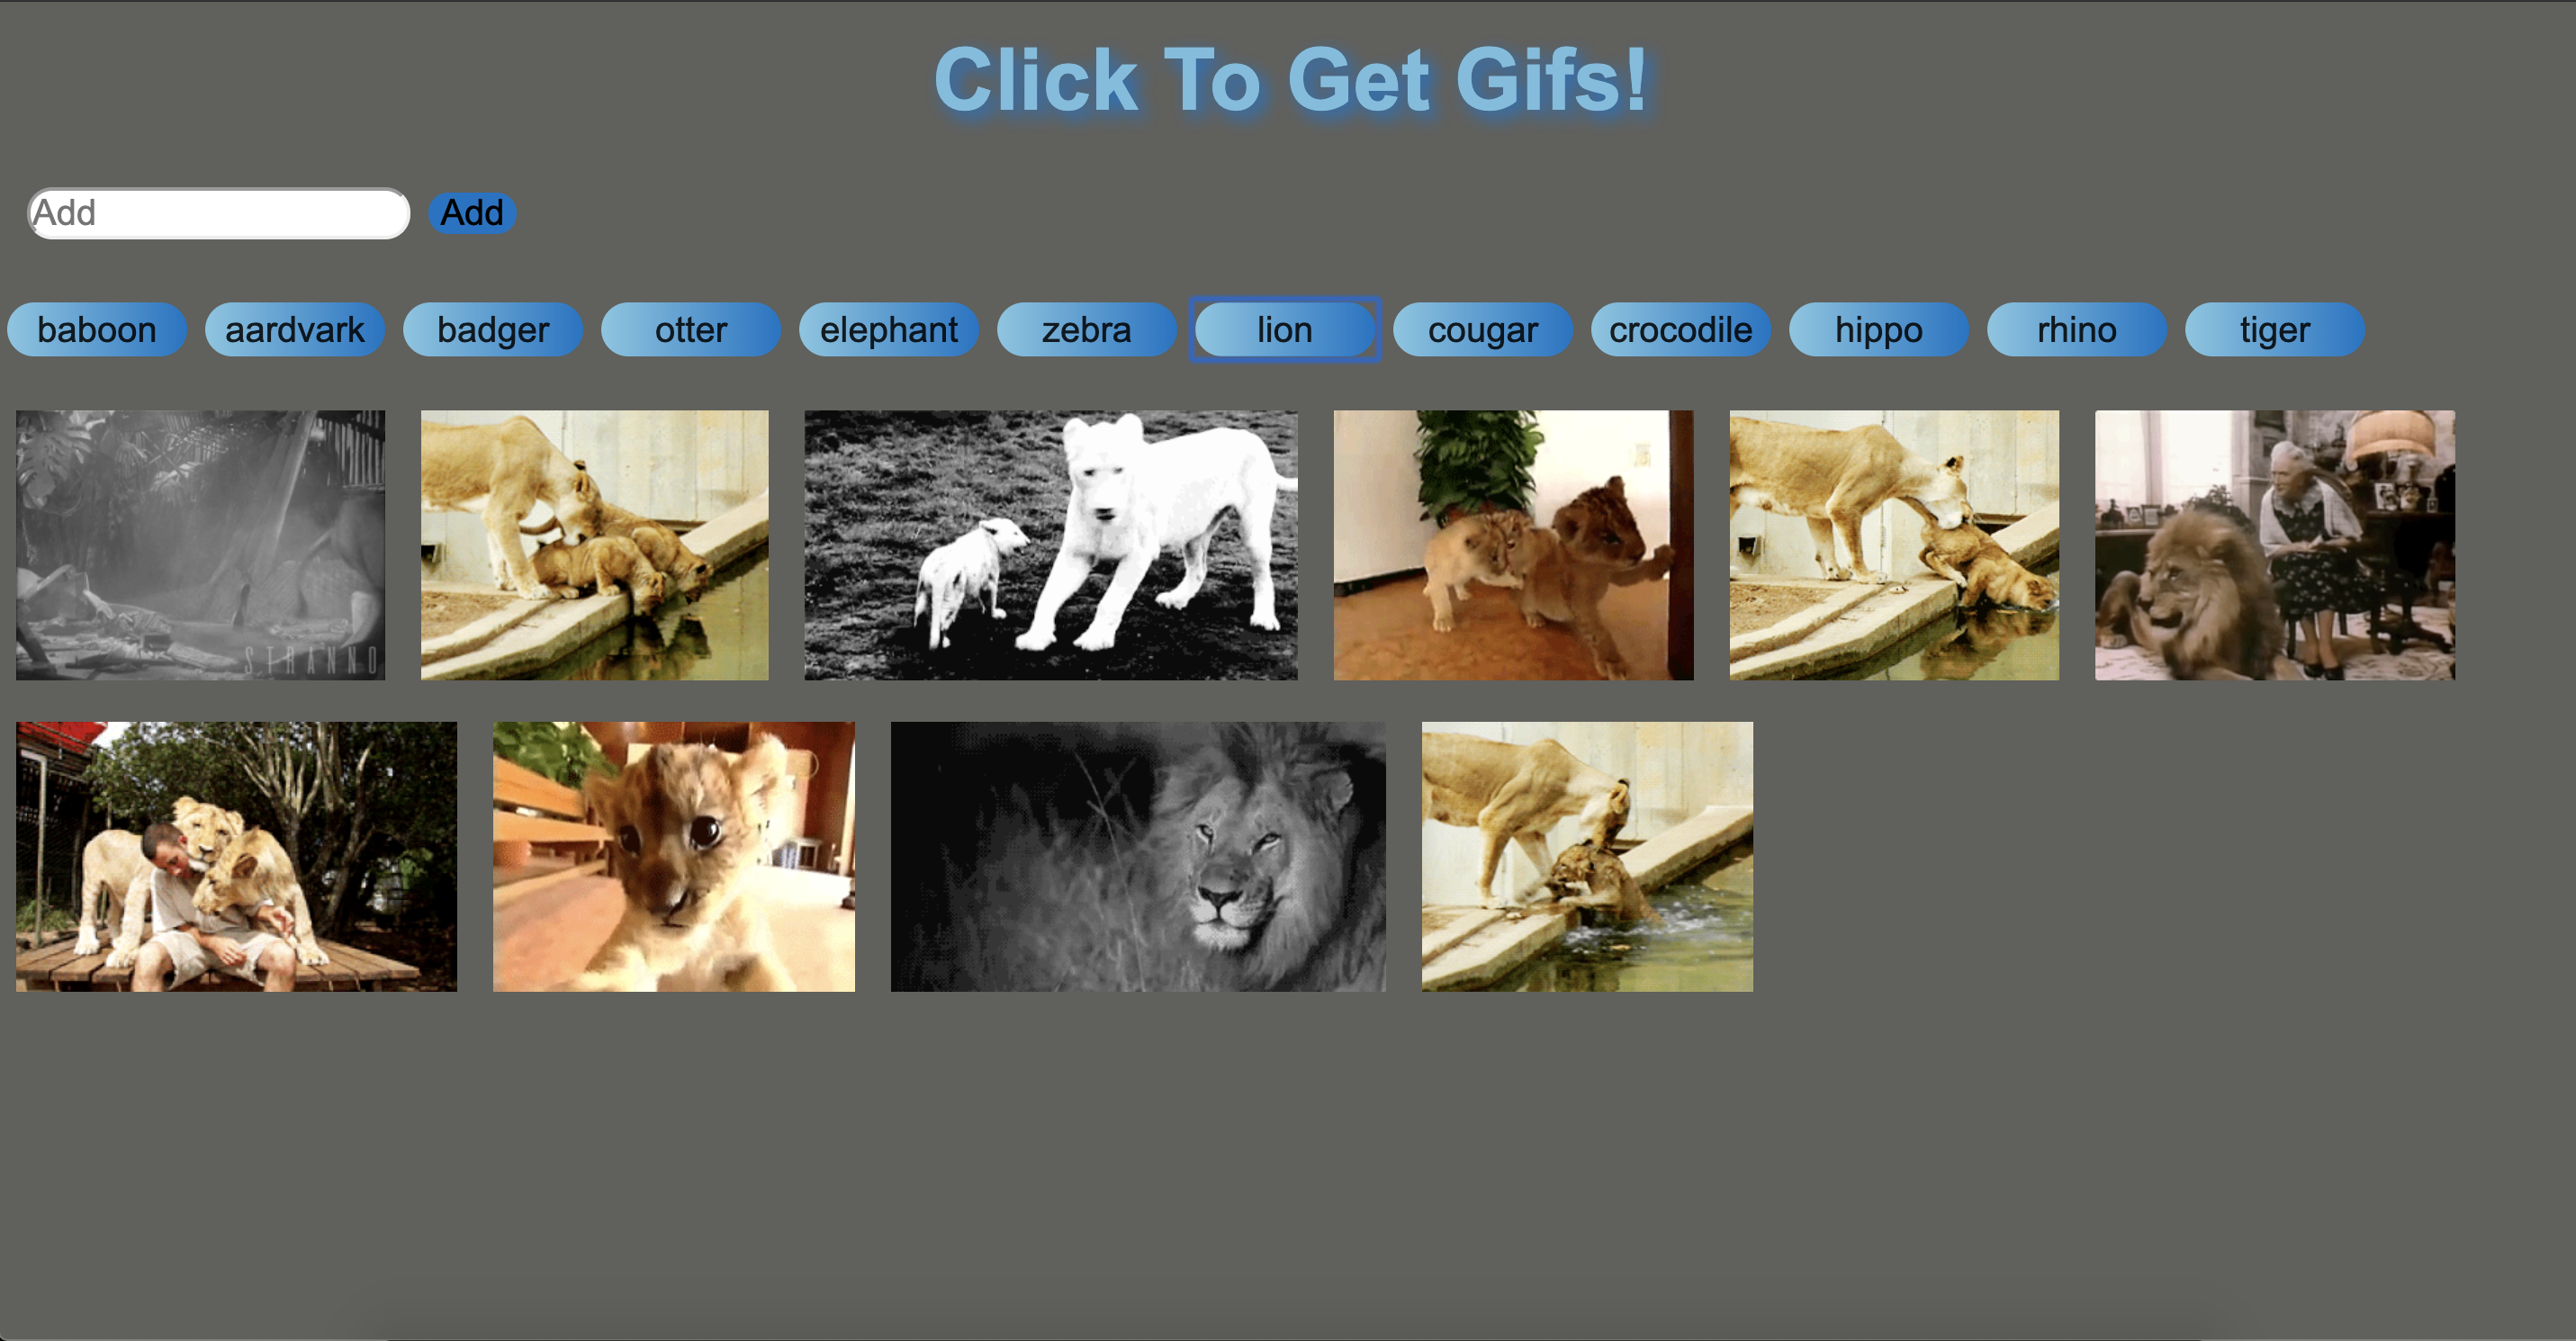 Click To Get Gifs!
Add Add
baboon aardvark badger otter elephant zebra lion cougar crocodile hippo rhino tiger
STRANNO